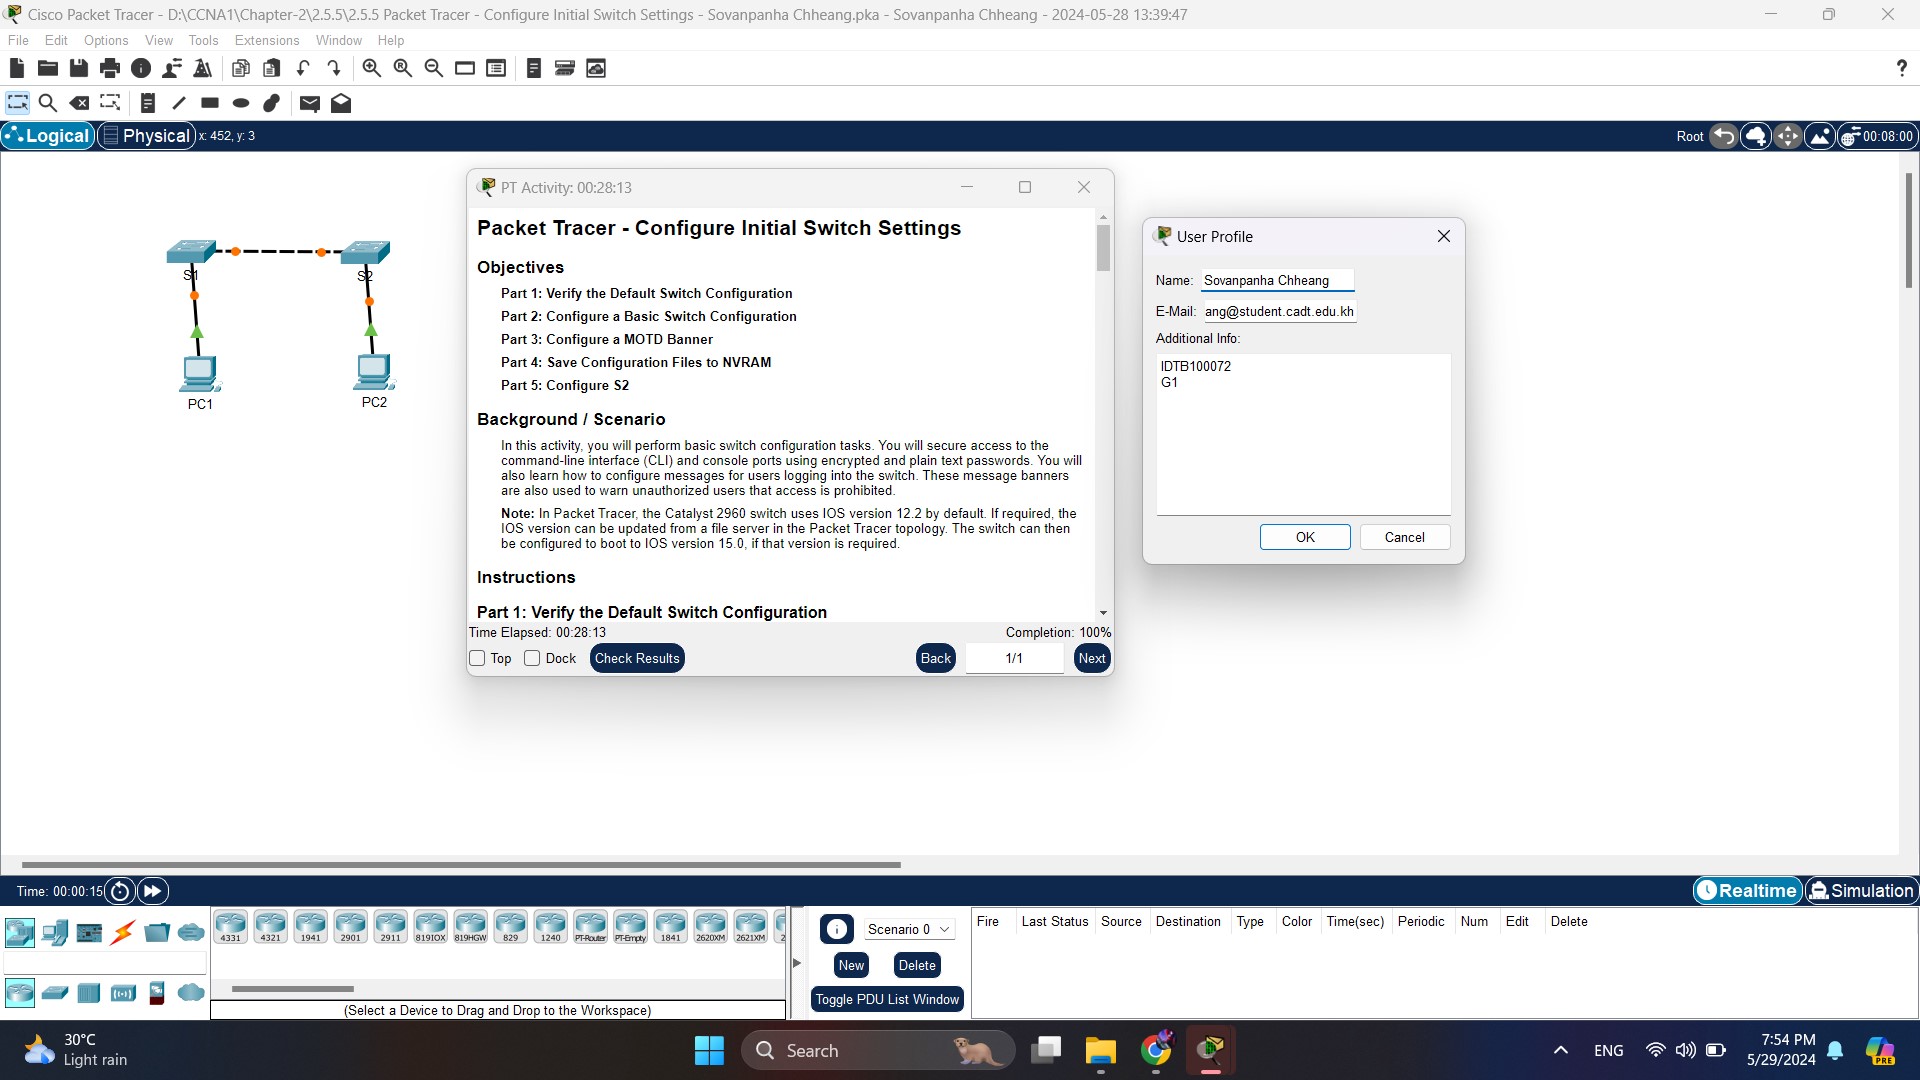 Cisco Packet Tracer - D:\CCNA1\Chapter-2\2.5.5\2.5.5 Packet Tracer - Configure Initial Switch Settings - Sovanpanha Chheang.pka - Sovanpanha Chheang - 2024-05-28 13:39:47
File Edit Options View Tools Extensions Window Help
Logical Physical x: 452, y: 3
Root 00:08:00
PT Activity: 00:28:13
Packet Tracer - Configure Initial Switch Settings
Objectives
Part 1: Verify the Default Switch Configuration
Part 2: Configure a Basic Switch Configuration
Part 3: Configure a MOTD Banner
Part 4: Save Configuration Files to NVRAM
Part 5: Configure S2
Background / Scenario
In this activity, you will perform basic switch configuration tasks. You will secure access to the
command-line interface (CLI) and console ports using encrypted and plain text passwords. You will
also learn how to configure messages for users logging into the switch. These message banners
are also used to warn unauthorized users that access is prohibited.
Note: In Packet Tracer, the Catalyst 2960 switch uses IOS version 12.2 by default. If required, the
IOS version can be updated from a file server in the Packet Tracer topology. The switch can then
be configured to boot to IOS version 15.0, if that version is required.
Instructions
Part 1: Verify the Default Switch Configuration
Time Elapsed: 00:28:13 Completion: 100%
Top Dock Check Results Back 1/1 Next
S1 S2
PC1 PC2
User Profile
Name: Sovanpanha Chheang
E-Mail: ang@student.cadt.edu.kh
Additional Info:
IDTB100072
G1
OK Cancel
Time: 00:00:15
Realtime Simulation
4331 4321 1941 2901 2911 819IOX 819HGW 829 1240 PT-Router PT-Empty 1841 2620XM 2621XM 2
(Select a Device to Drag and Drop to the Workspace)
Scenario 0
New Delete
Toggle PDU List Window
Fire Last Status Source Destination Type Color Time(sec) Periodic Num Edit Delete
30°C
Light rain
Search
ENG
7:54 PM
5/29/2024
PRE